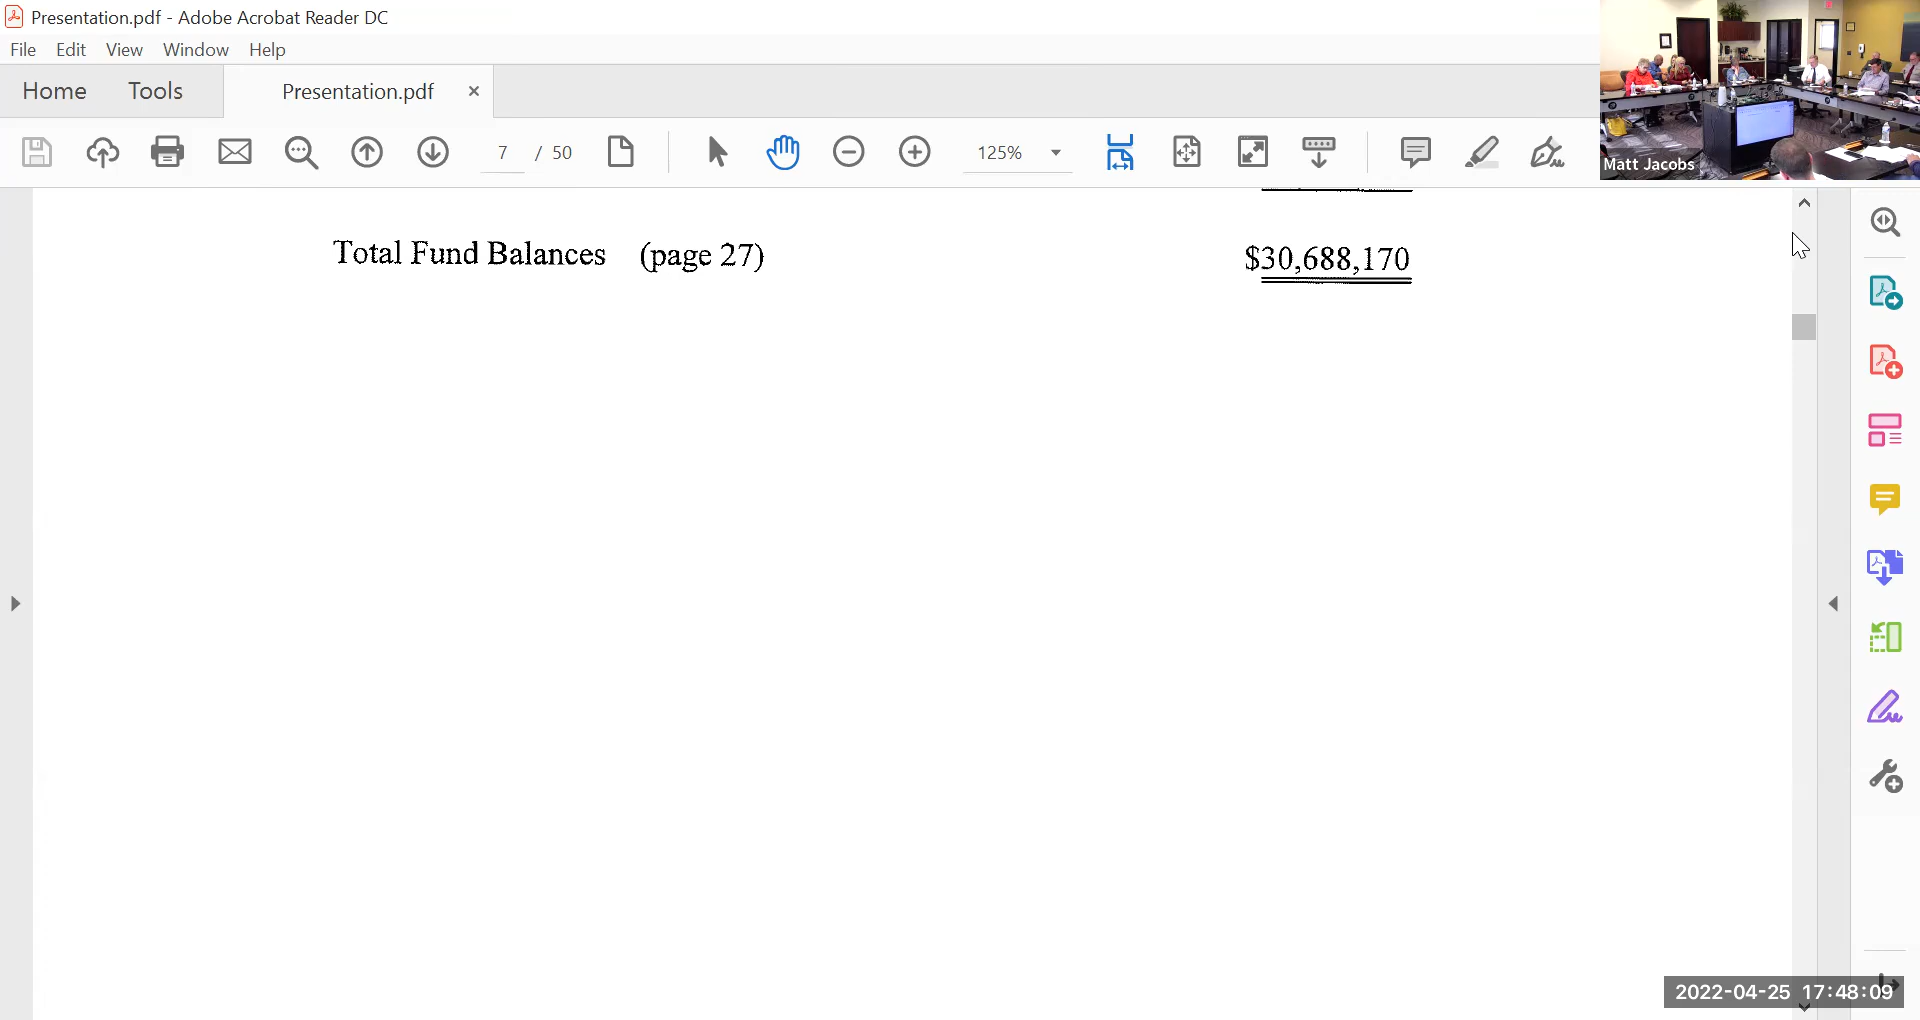 Presentation.pdf - Adobe Acrobat Reader DC
File Edit View Window Help
Home Tools Presentation.pdf ×
7 / 50 125%
Matt Jacobs
Total Fund Balances (page 27) $30,688,170
2022-04-25 17:48:09